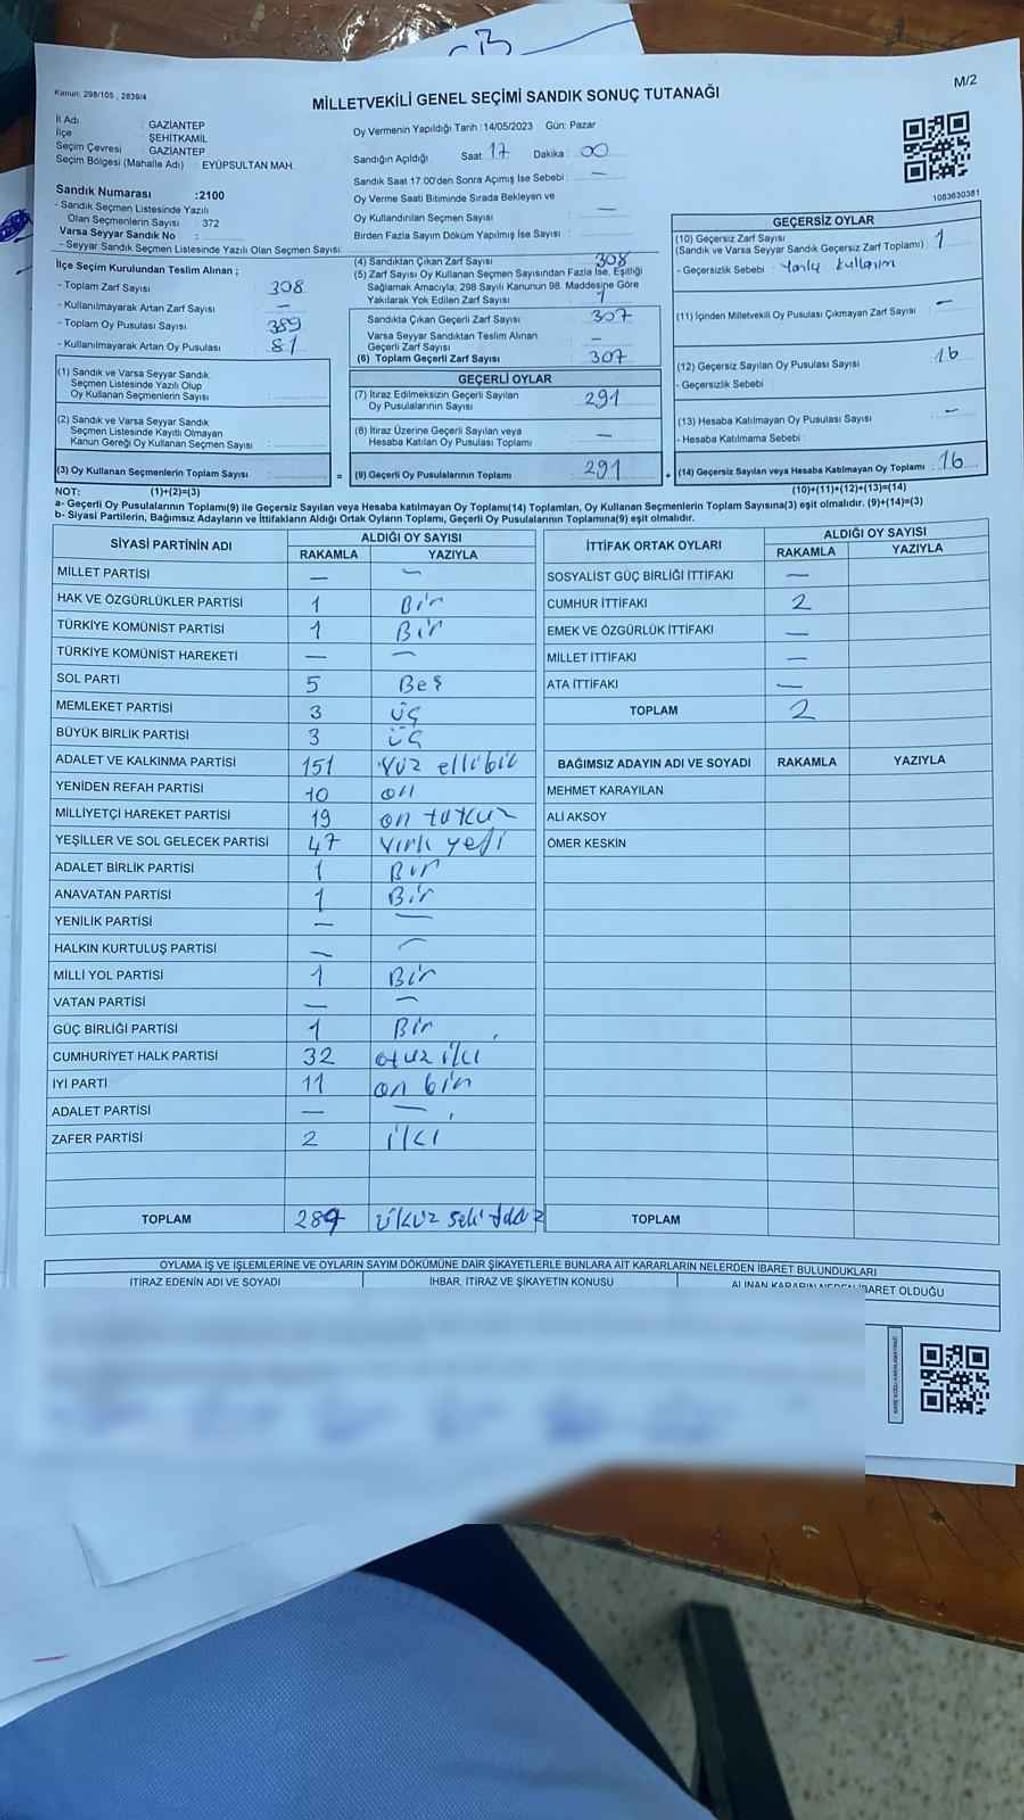 Kanun: 298/105, 2839/4
M/2
MİLLETVEKİLİ GENEL SEÇİMİ SANDIK SONUÇ TUTANAĞI
İl Adı : GAZİANTEP
İlçe : ŞEHİTKAMİL
Seçim Çevresi : GAZİANTEP
Seçim Bölgesi (Mahalle Adı) : EYÜPSULTAN MAH.
Oy Vermenin Yapıldığı Tarih :14/05/2023 Gün: Pazar
Sandığın Açıldığı Saat 17 Dakika 00
Sandık Saat 17.00'den Sonra Açımış İse Sebebi : —
Oy Verme Saati Bitiminde Sırada Bekleyen ve
Oy Kullandırılan Seçmen Sayısı : —
Birden Fazla Sayım Döküm Yapılmış İse Sayısı :
1083630381
Sandık Numarası :2100
- Sandık Seçmen Listesinde Yazılı
Olan Seçmenlerin Sayısı : 372
Varsa Seyyar Sandık No :
- Seyyar Sandık Seçmen Listesinde Yazılı Olan Seçmen Sayısı:
İlçe Seçim Kurulundan Teslim Alınan ;
- Toplam Zarf Sayısı : 308
- Kullanılmayarak Artan Zarf Sayısı : —
- Toplam Oy Pusulası Sayısı : 389
- Kullanılmayarak Artan Oy Pusulası : 81
(1) Sandık ve Varsa Seyyar Sandık
Seçmen Listesinde Yazılı Olup
Oy Kullanan Seçmenlerin Sayısı :
(2) Sandık ve Varsa Seyyar Sandık
Seçmen Listesinde Kayıtlı Olmayan
Kanun Gereği Oy Kullanan Seçmen Sayısı :
(3) Oy Kullanan Seçmenlerin Toplam Sayısı :
(4) Sandıktan Çıkan Zarf Sayısı : 308
(5) Zarf Sayısı Oy Kullanan Seçmen Sayısından Fazla İse, Eşitliği
Sağlamak Amacıyla, 298 Sayılı Kanunun 98. Maddesine Göre
Yakılarak Yok Edilen Zarf Sayısı : 1
Sandıkta Çıkan Geçerli Zarf Sayısı : 307
Varsa Seyyar Sandıktan Teslim Alınan
Geçerli Zarf Sayısı : —
(6) Toplam Geçerli Zarf Sayısı : 307
GEÇERLİ OYLAR
(7) İtiraz Edilmeksizin Geçerli Sayılan
Oy Pusulalarının Sayısı : 291
(8) İtiraz Üzerine Geçerli Sayılan veya
Hesaba Katılan Oy Pusulası Toplamı : —
= (9) Geçerli Oy Pusulalarının Toplamı : 291
GEÇERSİZ OYLAR
(10) Geçersiz Zarf Sayısı : 1
(Sandık ve Varsa Seyyar Sandık Geçersiz Zarf Toplamı)
- Geçersizlik Sebebi : Yanlış kullanım
(11) İçinden Milletvekili Oy Pusulası Çıkmayan Zarf Sayısı : —
(12) Geçersiz Sayılan Oy Pusulası Sayısı : 16
- Geçersizlik Sebebi :
(13) Hesaba Katılmayan Oy Pusulası Sayısı : —
- Hesaba Katılmama Sebebi :
+ (14) Geçersiz Sayılan veya Hesaba Katılmayan Oy Toplamı : 16
NOT: (1)+(2)=(3)
(10)+(11)+(12)+(13)=(14)
a- Geçerli Oy Pusulalarının Toplamı(9) ile Geçersiz Sayılan veya Hesaba katılmayan Oy Toplamı(14) Toplamları, Oy Kullanan Seçmenlerin Toplam Sayısına(3) eşit olmalıdır. (9)+(14)=(3)
b- Siyasi Partilerin, Bağımsız Adayların ve İttifakların Aldığı Ortak Oyların Toplamı, Geçerli Oy Pusulalarının Toplamına(9) eşit olmalıdır.
SİYASİ PARTİNİN ADI ALDIĞI OY SAYISI
RAKAMLA YAZIYLA
MİLLET PARTİSİ — —
HAK VE ÖZGÜRLÜKLER PARTİSİ 1 Bir
TÜRKİYE KOMÜNİST PARTİSİ 1 Bir
TÜRKİYE KOMÜNİST HAREKETİ — —
SOL PARTİ 5 Beş
MEMLEKET PARTİSİ 3 üç
BÜYÜK BİRLİK PARTİSİ 3 üç
ADALET VE KALKINMA PARTİSİ 151 Yüz ellibir
YENİDEN REFAH PARTİSİ 10 on
MİLLİYETÇİ HAREKET PARTİSİ 19 on tokuz
YEŞİLLER VE SOL GELECEK PARTİSİ 47 Kırk yedi
ADALET BİRLİK PARTİSİ 1 Bir
ANAVATAN PARTİSİ 1 Bir
YENİLİK PARTİSİ — —
HALKIN KURTULUŞ PARTİSİ — —
MİLLİ YOL PARTİSİ 1 Bir
VATAN PARTİSİ — —
GÜÇ BİRLİĞİ PARTİSİ 1 Bir
CUMHURİYET HALK PARTİSİ 32 otuz iki
İYİ PARTİ 11 on bir
ADALET PARTİSİ — —
ZAFER PARTİSİ 2 iki
TOPLAM 289
İTTİFAK ORTAK OYLARI ALDIĞI OY SAYISI
RAKAMLA YAZIYLA
SOSYALİST GÜÇ BİRLİĞİ İTTİFAKI —
CUMHUR İTTİFAKI 2
EMEK VE ÖZGÜRLÜK İTTİFAKI —
MİLLET İTTİFAKI —
ATA İTTİFAKI —
TOPLAM 2
BAĞIMSIZ ADAYIN ADI VE SOYADI RAKAMLA YAZIYLA
MEHMET KARAYILAN
ALİ AKSOY
ÖMER KESKİN
TOPLAM
OYLAMA İŞ VE İŞLEMLERİNE VE OYLARIN SAYIM DÖKÜMÜNE DAİR ŞİKAYETLERLE BUNLARA AİT KARARLARIN NELERDEN İBARET BULUNDUKLARI
İTİRAZ EDENİN ADI VE SOYADI İHBAR, İTİRAZ VE ŞİKAYETİN KONUSU ALINAN KARARIN NEDEN İBARET OLDUĞU